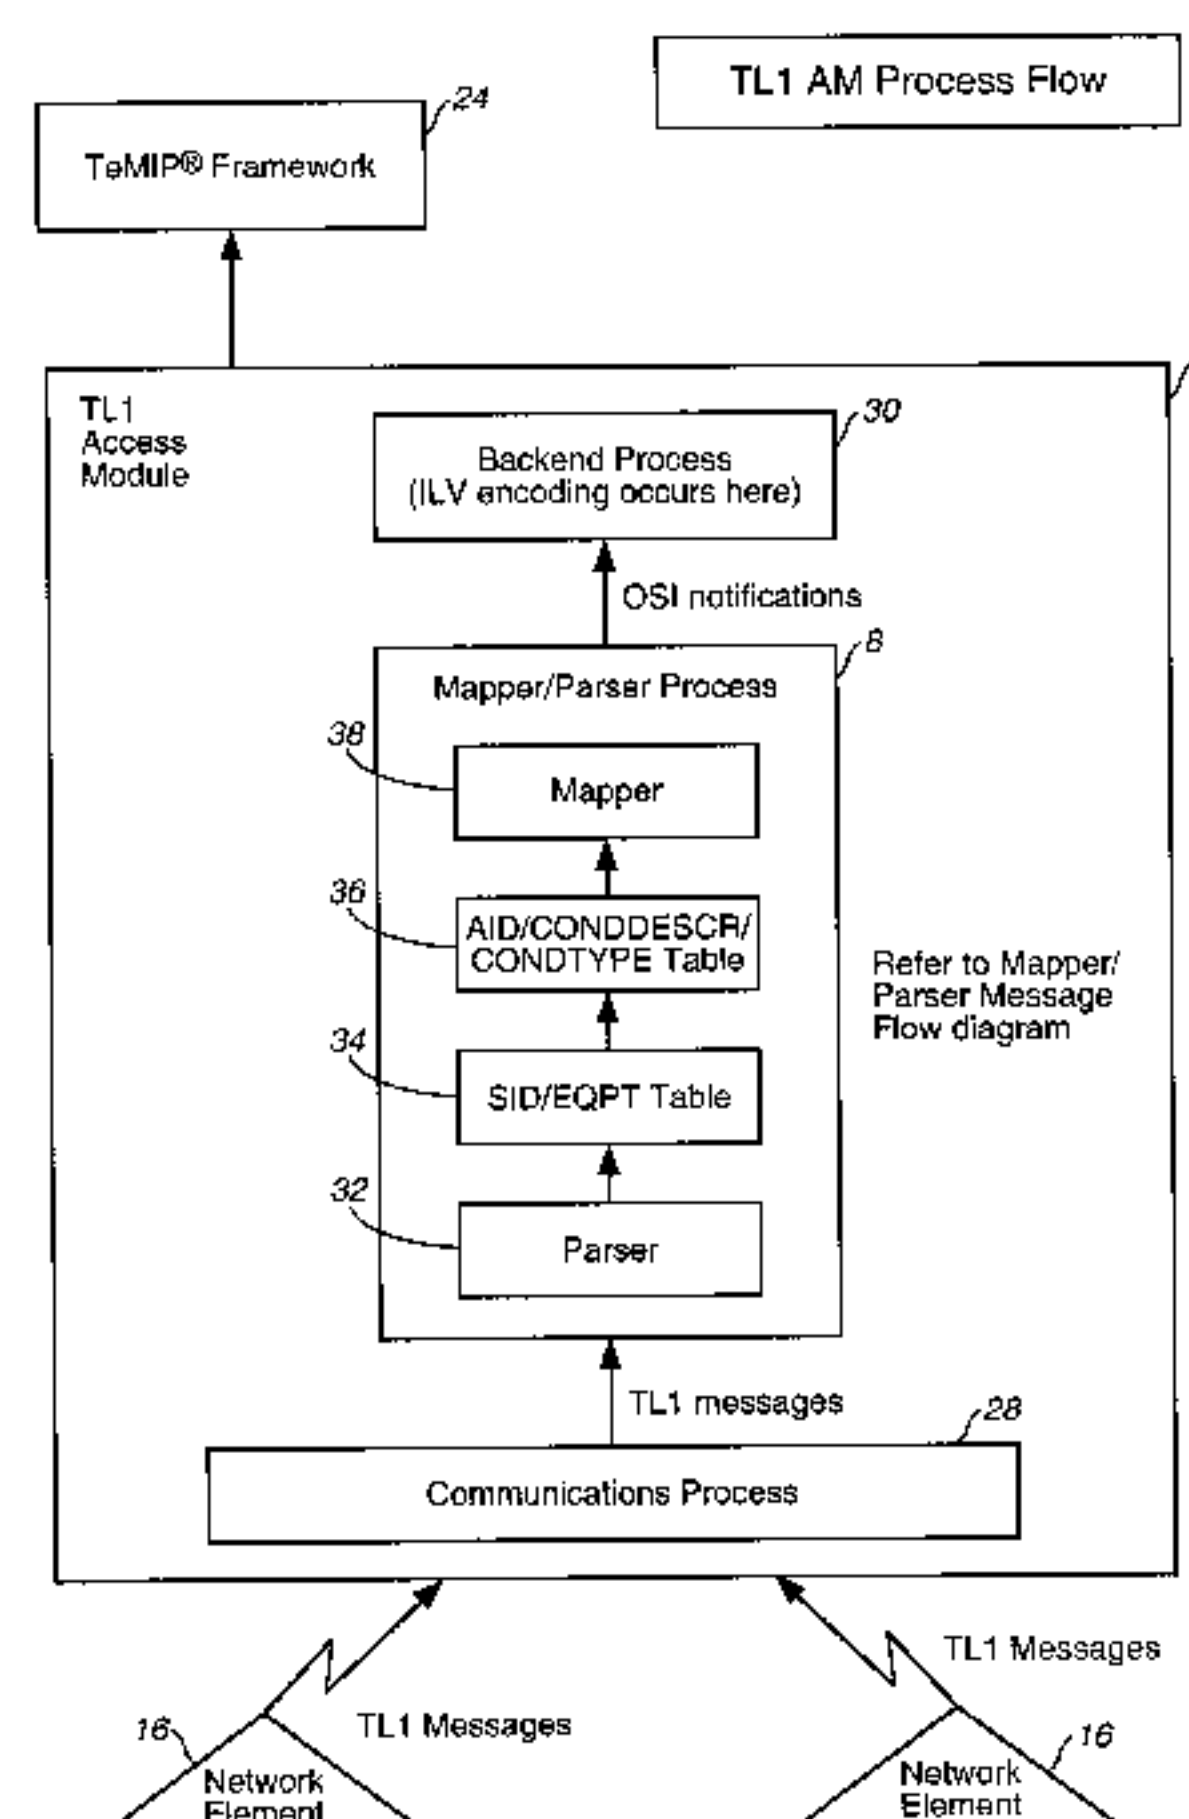 TL1 AM Process Flow
24
TeMIP® Framework
TL1
Access
Module
30
Backend Process
(ILV encoding occurs here)
OSI notifications
8
Mapper/Parser Process
38
Mapper
36
AID/CONDDESCR/
CONDTYPE Table
Refer to Mapper/
Parser Message
Flow diagram
34
SID/EQPT Table
32
Parser
TL1 messages
28
Communications Process
TL1 Messages
TL1 Messages
16
Network
Element
16
Network
Element